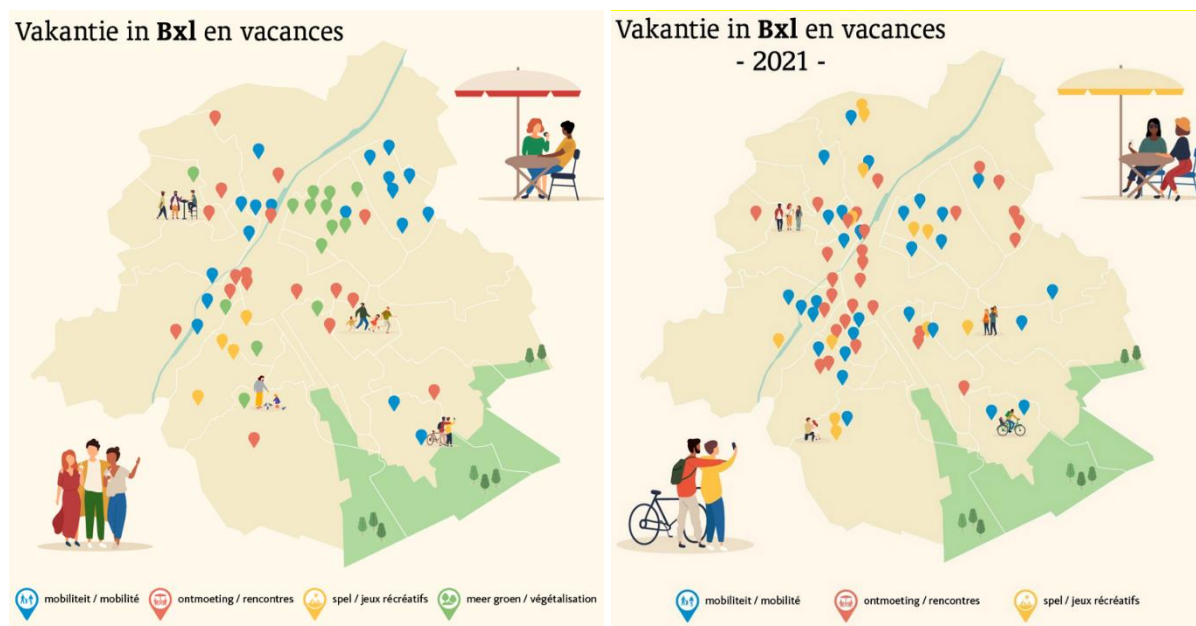 Vakantie in Bxl en vacances
mobiliteit / mobilité
ontmoeting / rencontres
spel / jeux récréatifs
meer groen / végétalisation
Vakantie in Bxl en vacances
- 2021 -
mobiliteit / mobilité
ontmoeting / rencontres
spel / jeux récréatifs